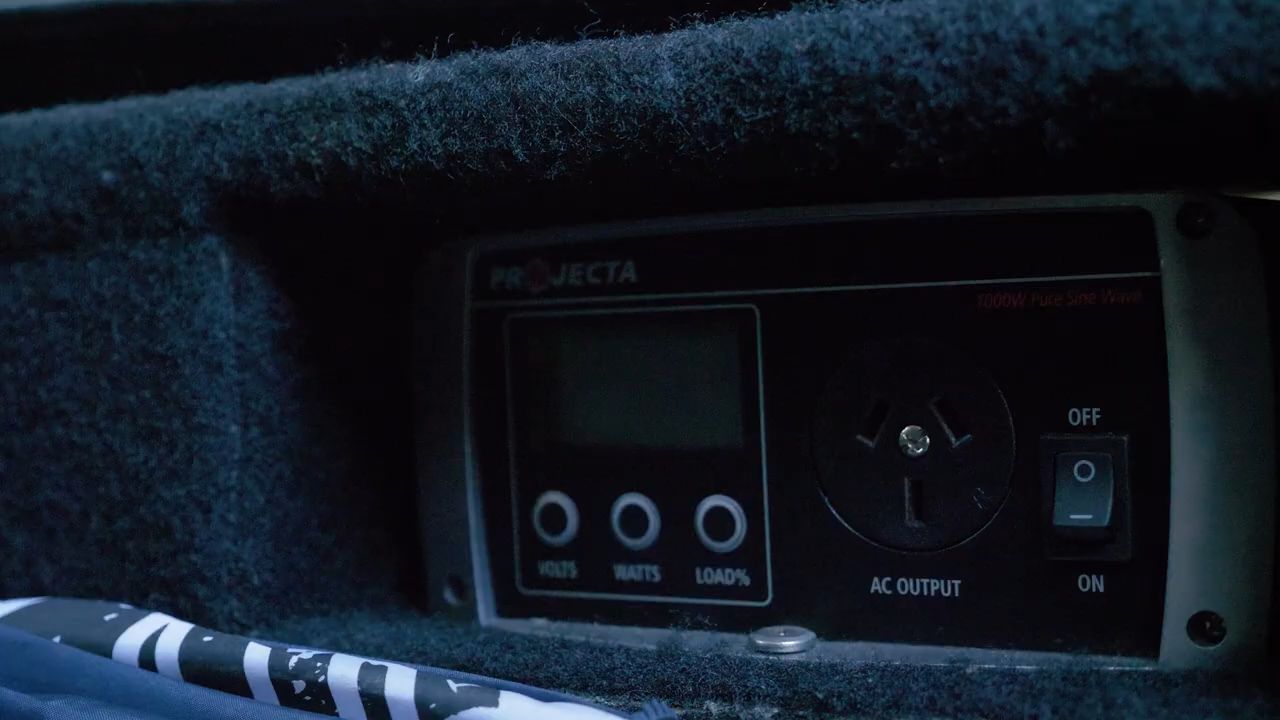 PROJECTA
1000W Pure Sine Wave
OFF
VOLTS
WATTS
LOAD%
AC OUTPUT
ON